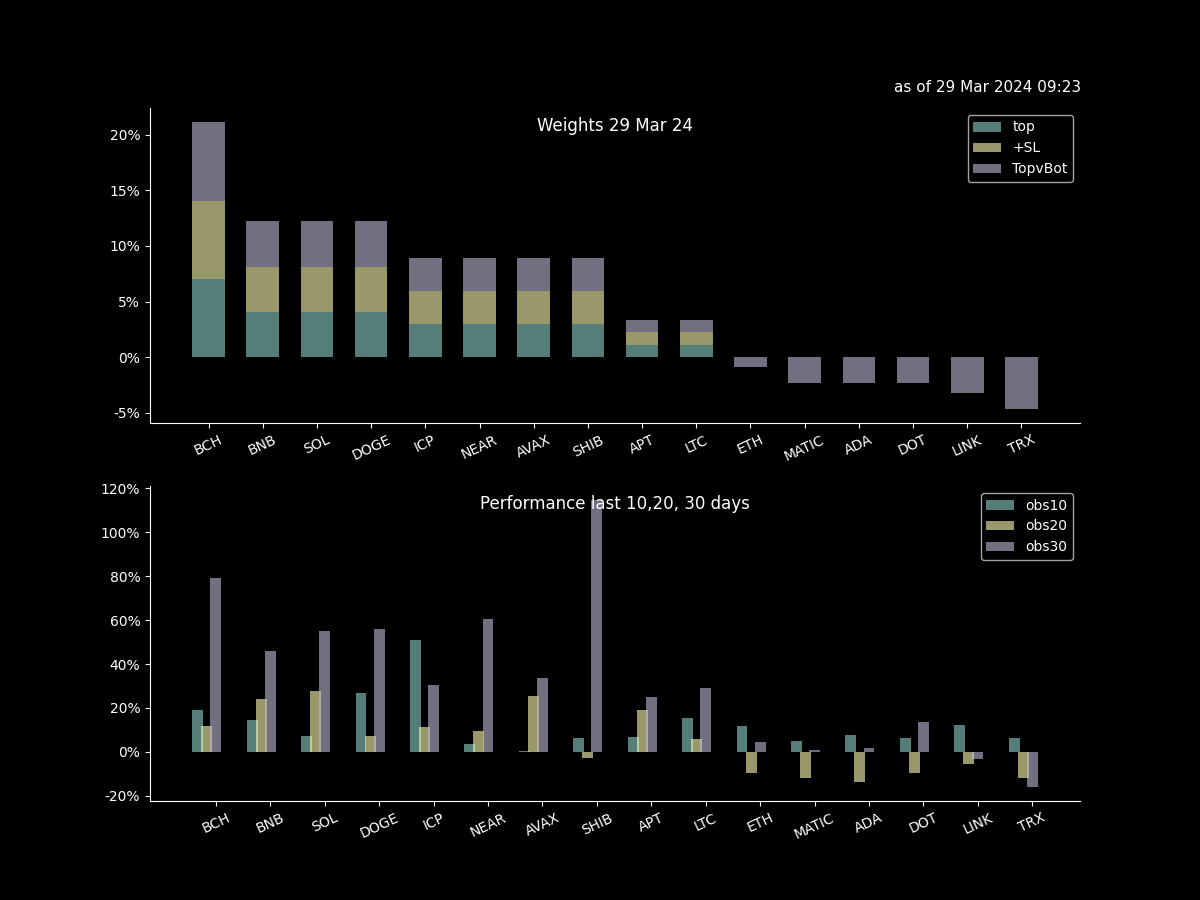 as of 29 Mar 2024 09:23
Weights 29 Mar 24
top
+SL
TopvBot
20%
15%
10%
5%
0%
-5%
BCH BNB SOL DOGE ICP NEAR AVAX SHIB APT LTC ETH MATIC ADA DOT LINK TRX
Performance last 10,20, 30 days
obs10
obs20
obs30
120%
100%
80%
60%
40%
20%
0%
-20%
BCH BNB SOL DOGE ICP NEAR AVAX SHIB APT LTC ETH MATIC ADA DOT LINK TRX